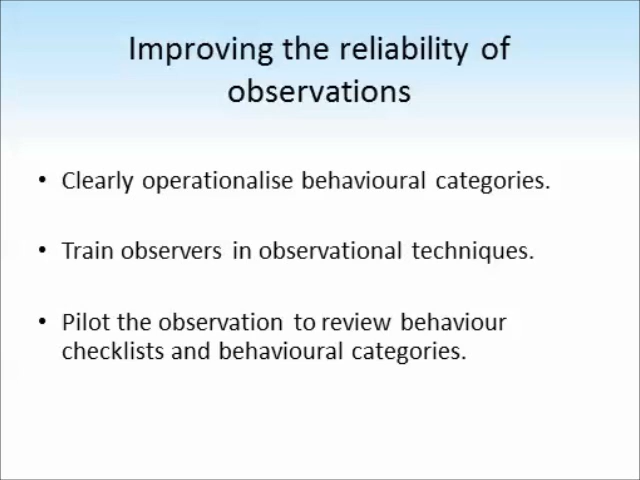 Improving the reliability of
observations
• Clearly operationalise behavioural categories.
• Train observers in observational techniques.
• Pilot the observation to review behaviour
checklists and behavioural categories.